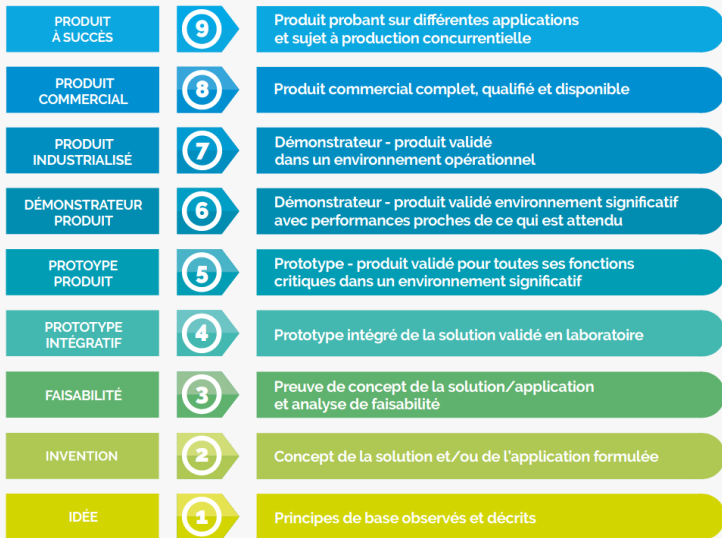 PRODUIT
À SUCCÈS
9
Produit probant sur différentes applications
et sujet à production concurrentielle
PRODUIT
COMMERCIAL
8
Produit commercial complet, qualifié et disponible
PRODUIT
INDUSTRIALISÉ
7
Démonstrateur - produit validé
dans un environnement opérationnel
DÉMONSTRATEUR
PRODUIT
6
Démonstrateur - produit validé environnement significatif
avec performances proches de ce qui est attendu
PROTOYPE
PRODUIT
5
Prototype - produit validé pour toutes ses fonctions
critiques dans un environnement significatif
PROTOTYPE
INTÉGRATIF
4
Prototype intégré de la solution validé en laboratoire
FAISABILITÉ
3
Preuve de concept de la solution/application
et analyse de faisabilité
INVENTION
2
Concept de la solution et/ou de l'application formulée
IDÉE
1
Principes de base observés et décrits